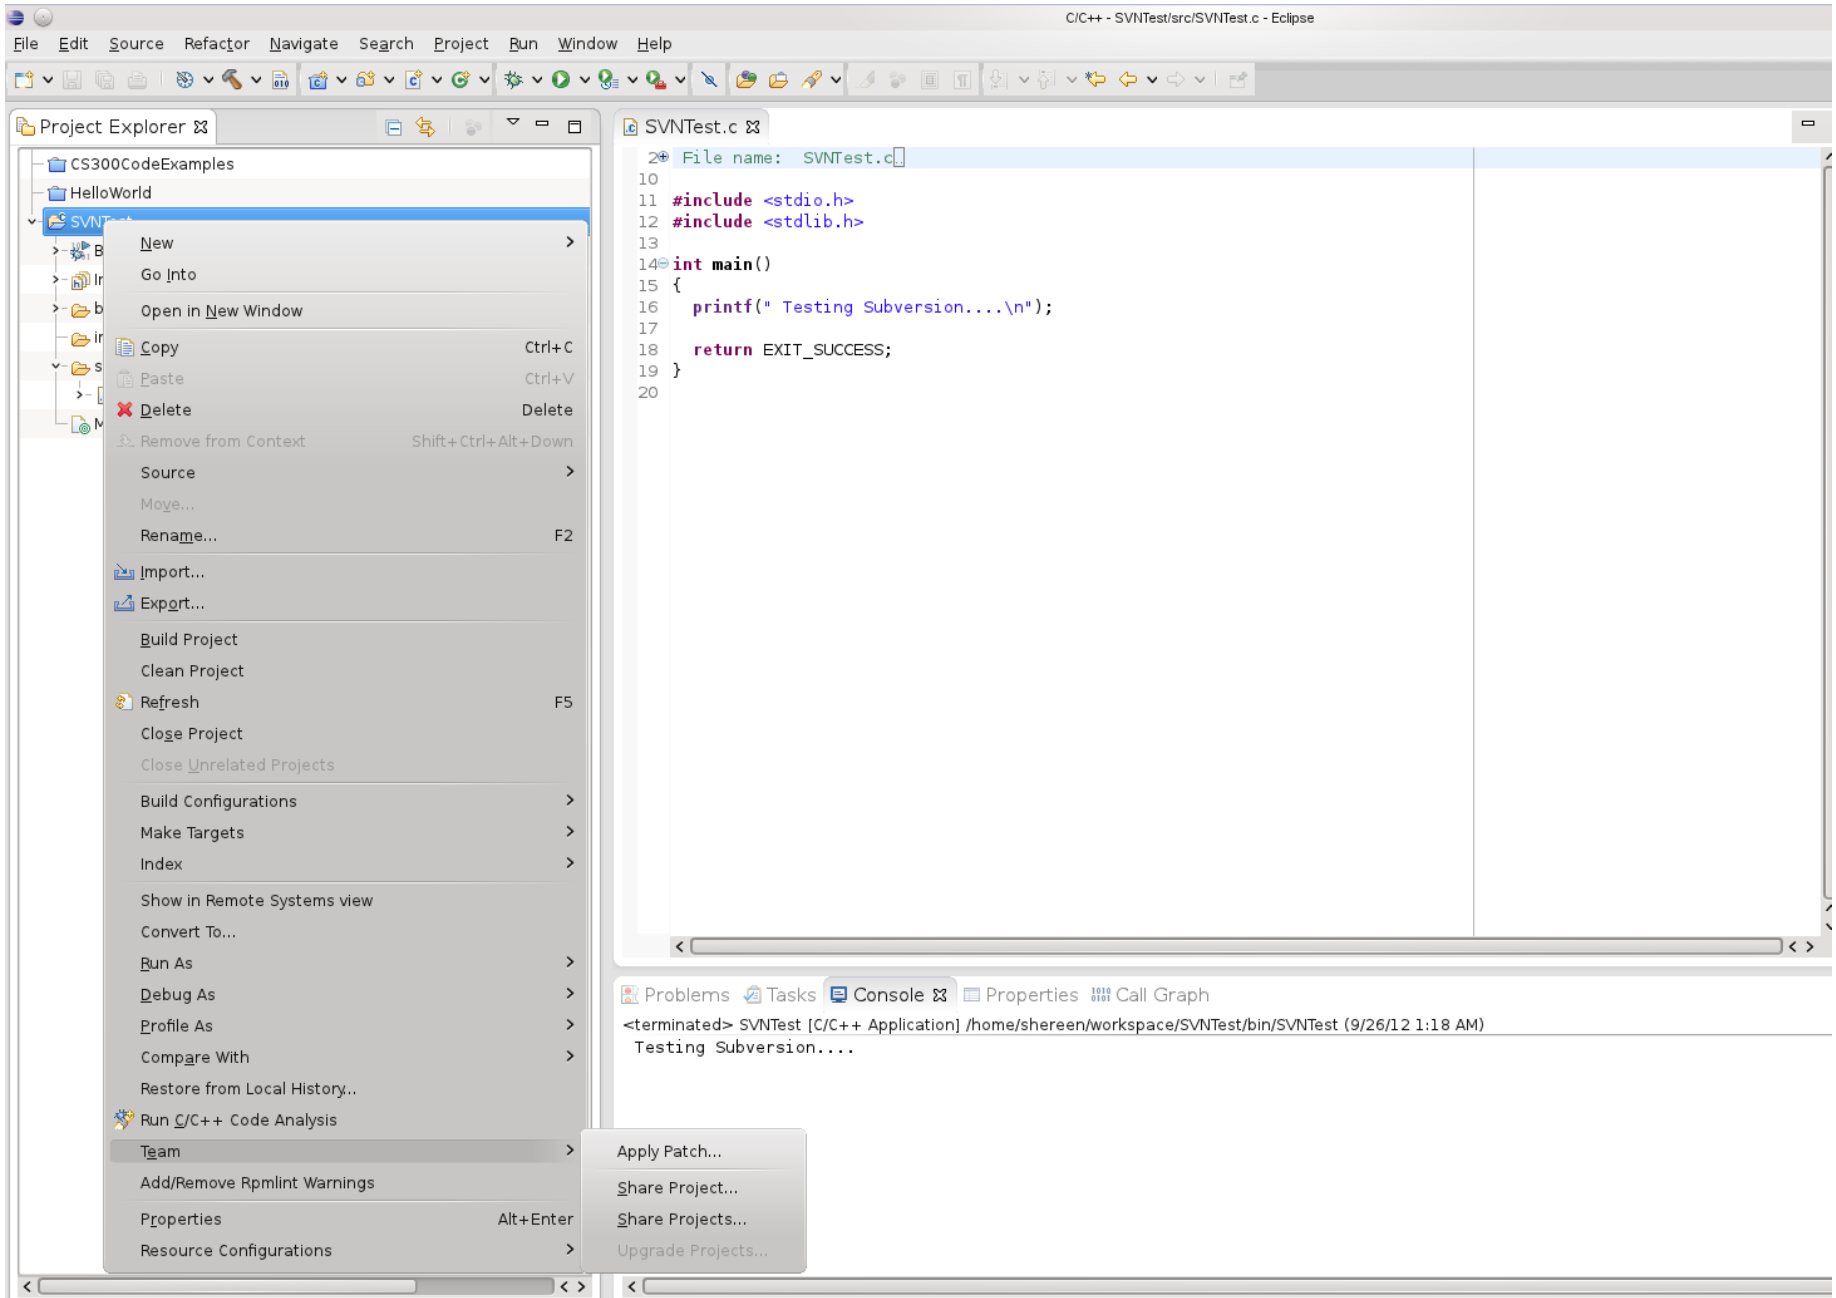 C/C++ - SVNTest/src/SVNTest.c - Eclipse
File Edit Source Refactor Navigate Search Project Run Window Help
Project Explorer
CS300CodeExamples
HelloWorld
SVNTest
New
Go Into
Open in New Window
Copy Ctrl+C
Paste Ctrl+V
Delete Delete
Remove from Context Shift+Ctrl+Alt+Down
Source
Move...
Rename... F2
Import...
Export...
Build Project
Clean Project
Refresh F5
Close Project
Close Unrelated Projects
Build Configurations
Make Targets
Index
Show in Remote Systems view
Convert To...
Run As
Debug As
Profile As
Compare With
Restore from Local History...
Run C/C++ Code Analysis
Team
Add/Remove Rpmlint Warnings
Properties Alt+Enter
Resource Configurations
Apply Patch...
Share Project...
Share Projects...
Upgrade Projects...
SVNTest.c
2 File name:  SVNTest.c..
10
11 #include <stdio.h>
12 #include <stdlib.h>
13
14 int main()
15 {
16   printf(" Testing Subversion....\n");
17
18   return EXIT_SUCCESS;
19 }
20
Problems Tasks Console Properties Call Graph
<terminated> SVNTest [C/C++ Application] /home/shereen/workspace/SVNTest/bin/SVNTest (9/26/12 1:18 AM)
Testing Subversion....